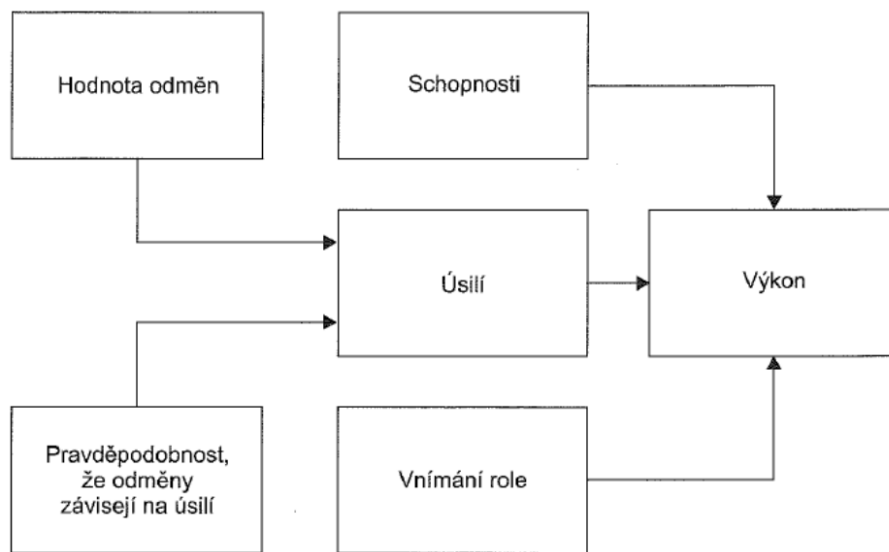 Hodnota odměn
Schopnosti
Úsilí
Výkon
Pravděpodobnost,
že odměny
závisejí na úsilí
Vnímání role